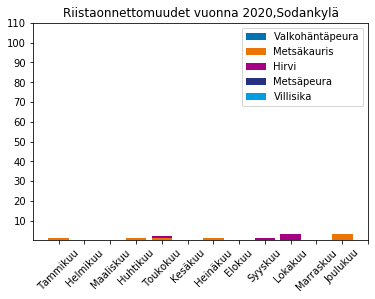 Riistaonnettomuudet vuonna 2020,Sodankylä
110
100
90
80
70
60
50
40
30
20
10
Valkohäntäpeura
Metsäkauris
Hirvi
Metsäpeura
Villisika
Tammikuu
Helmikuu
Maaliskuu
Huhtikuu
Toukokuu
Kesäkuu
Heinäkuu
Elokuu
Syyskuu
Lokakuu
Marraskuu
Joulukuu